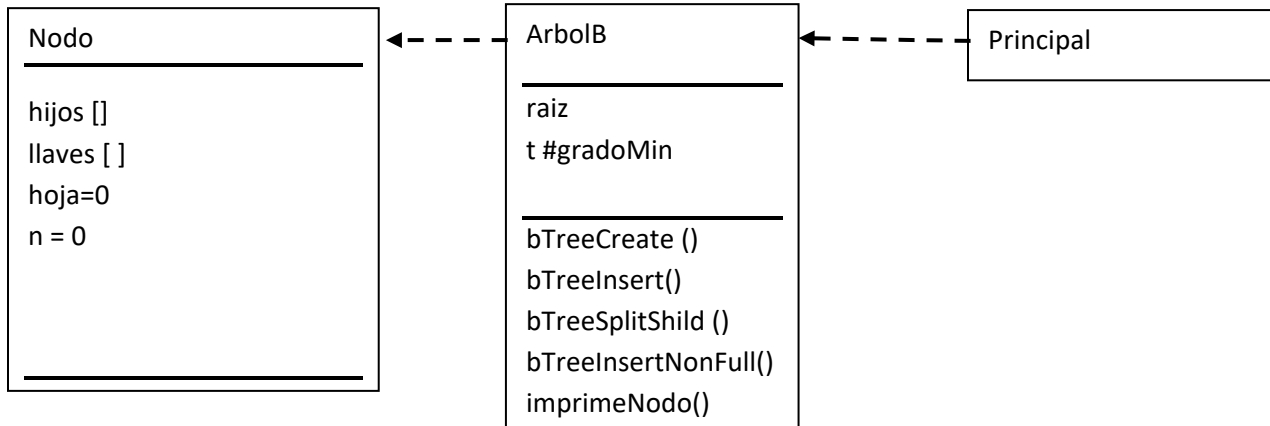 Nodo
hijos []
llaves [ ]
hoja=0
n = 0
ArbolB
raiz
t #gradoMin
bTreeCreate ()
bTreeInsert()
bTreeSplitShild ()
bTreeInsertNonFull()
imprimeNodo()
Principal